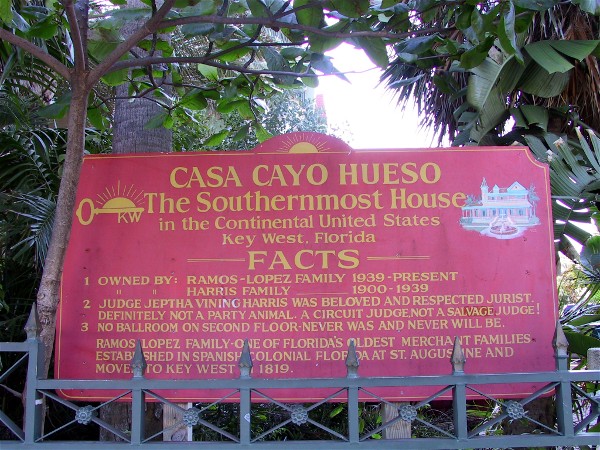 CASA CAYO HUESO
KW
The Southernmost House
in the Continental United States
Key West, Florida
FACTS
1 OWNED BY: RAMOS-LOPEZ FAMILY 1939-PRESENT
" " HARRIS FAMILY 1900-1939
2 JUDGE JEPTHA VINING HARRIS WAS BELOVED AND RESPECTED JURIST.
DEFINITELY NOT A PARTY ANIMAL. A CIRCUIT JUDGE, NOT A SALVAGE JUDGE!
3 NO BALLROOM ON SECOND FLOOR-NEVER WAS AND NEVER WILL BE.
RAMOS-LOPEZ FAMILY-ONE OF FLORIDA'S OLDEST MERCHANT FAMILIES
ESTABLISHED IN SPANISH COLONIAL FLORIDA AT ST. AUGUSTINE AND
MOVED TO KEY WEST 1819.